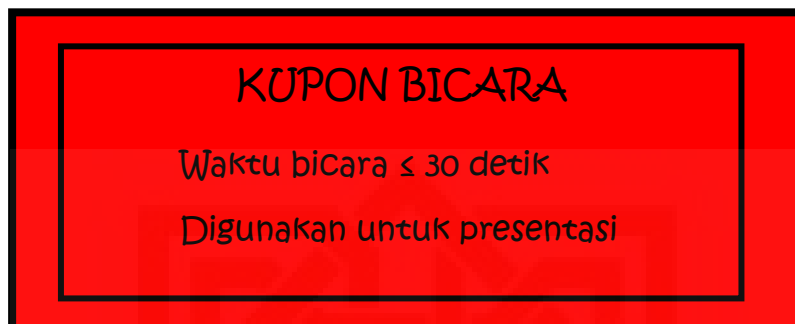 KUPON BICARA
Waktu bicara ≤ 30 detik
Digunakan untuk presentasi